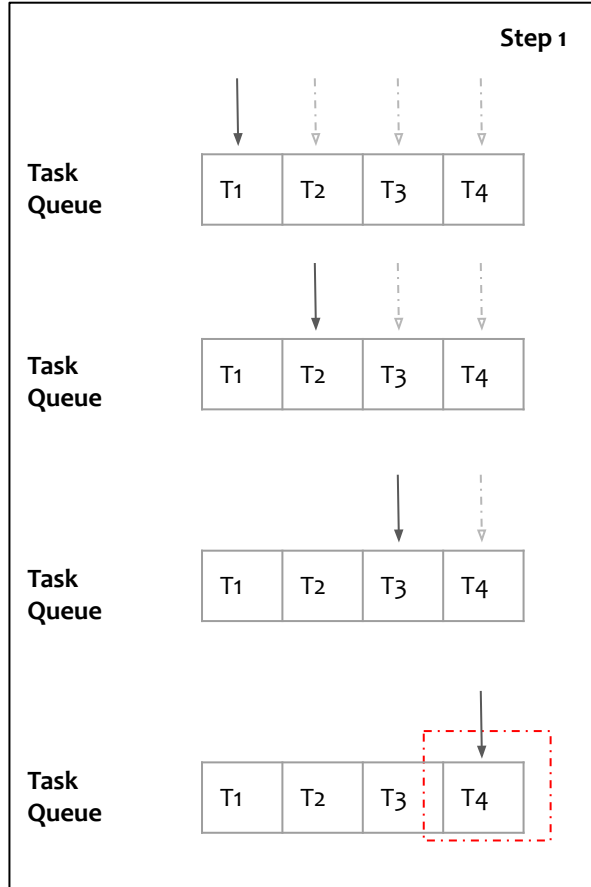 Step 1
Task
Queue
T1 T2 T3 T4
Task
Queue
T1 T2 T3 T4
Task
Queue
T1 T2 T3 T4
Task
Queue
T1 T2 T3 T4